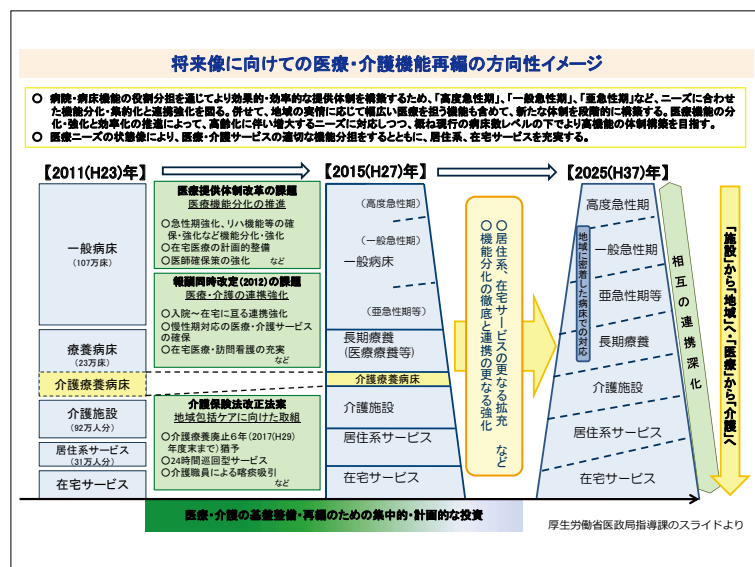 将来像に向けての医療・介護機能再編の方向性イメージ
○ 病院・病床機能の役割分担を通じてより効果的・効率的な提供体制を構築するため、「高度急性期」、「一般急性期」、「亜急性期」など、ニーズに合わせ
た機能分化・集約化と連携強化を図る。併せて、地域の実情に応じて幅広い医療を担う機能も含めて、新たな体制を段階的に構築する。医療機能の分
化・強化と効率化の推進によって、高齢化に伴い増大するニーズに対応しつつ、概ね現行の病床数レベルの下でより高機能の体制構築を目指す。
○ 医療ニーズの状態像により、医療・介護サービスの適切な機能分担をするとともに、居住系、在宅サービスを充実する。
【2011(H23)年】
【2015(H27)年】
【2025(H37)年】
一般病床
(107万床)
療養病床
(23万床)
介護療養病床
介護施設
(92万人分)
居住系サービス
(31万人分)
在宅サービス
医療提供体制改革の課題
医療機能分化の推進
○急性期強化、リハ機能等の確
保・強化など機能分化・強化
○在宅医療の計画的整備
○医師確保策の強化 など
報酬同時改定(2012)の課題
医療・介護の連携強化
○入院~在宅に亘る連携強化
○慢性期対応の医療・介護サービス
の確保
○在宅医療・訪問看護の充実
など
介護保険法改正法案
地域包括ケアに向けた取組
○介護療養廃止6年(2017(H29)
年度末まで)猶予
○24時間巡回型サービス
○介護職員による喀痰吸引
など
(高度急性期)
(一般急性期)
一般病床
(亜急性期等)
長期療養
(医療療養等)
介護療養病床
介護施設
居住系サービス
在宅サービス
○居住系、在宅サービスの更なる拡充 など
○機能分化の徹底と連携の更なる強化
高度急性期
一般急性期
亜急性期等
長期療養
介護施設
居住系サービス
在宅サービス
地域に密着した病床での対応
相互の連携深化
「施設」から「地域」へ・「医療」から「介護」へ
医療・介護の基盤整備・再編のための集中的・計画的な投資
厚生労働省医政局指導課のスライドより